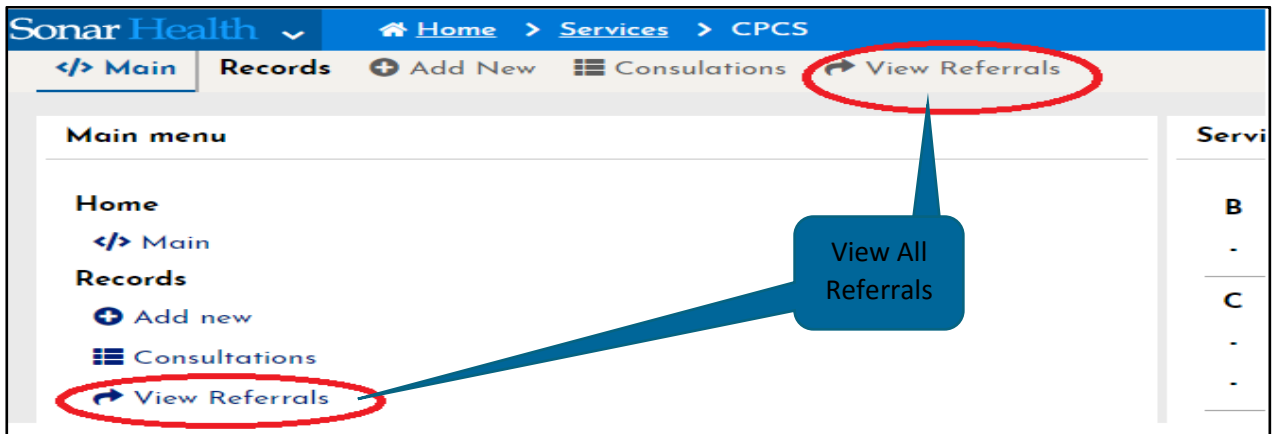 Sonar Health Home > Services > CPCS
</> Main Records Add New Consulations View Referrals
Main menu
Servi
Home
B
</> Main
-
Records
C
Add new
-
Consultations
-
View Referrals
View All
Referrals